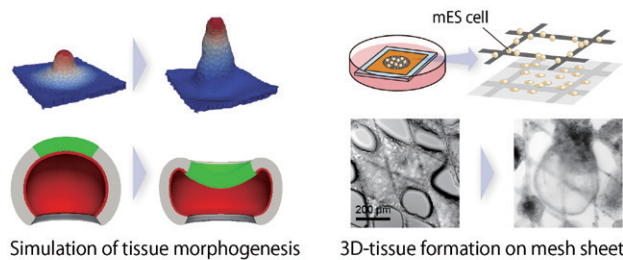 mES cell
200 µm
Simulation of tissue morphogenesis
3D-tissue formation on mesh sheet